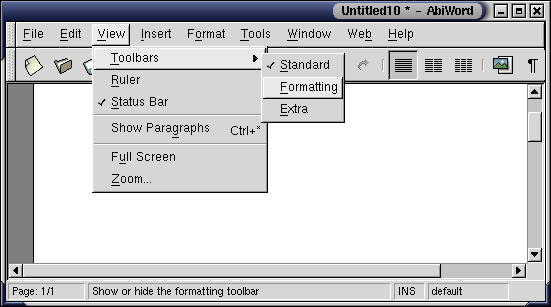 Untitled10 * - AbiWord
File Edit View Insert Format Tools Window Web Help
Toolbars
Standard
Ruler
Formatting
Status Bar
Extra
Show Paragraphs Ctrl+*
Full Screen
Zoom...
Page: 1/1 Show or hide the formatting toolbar INS default